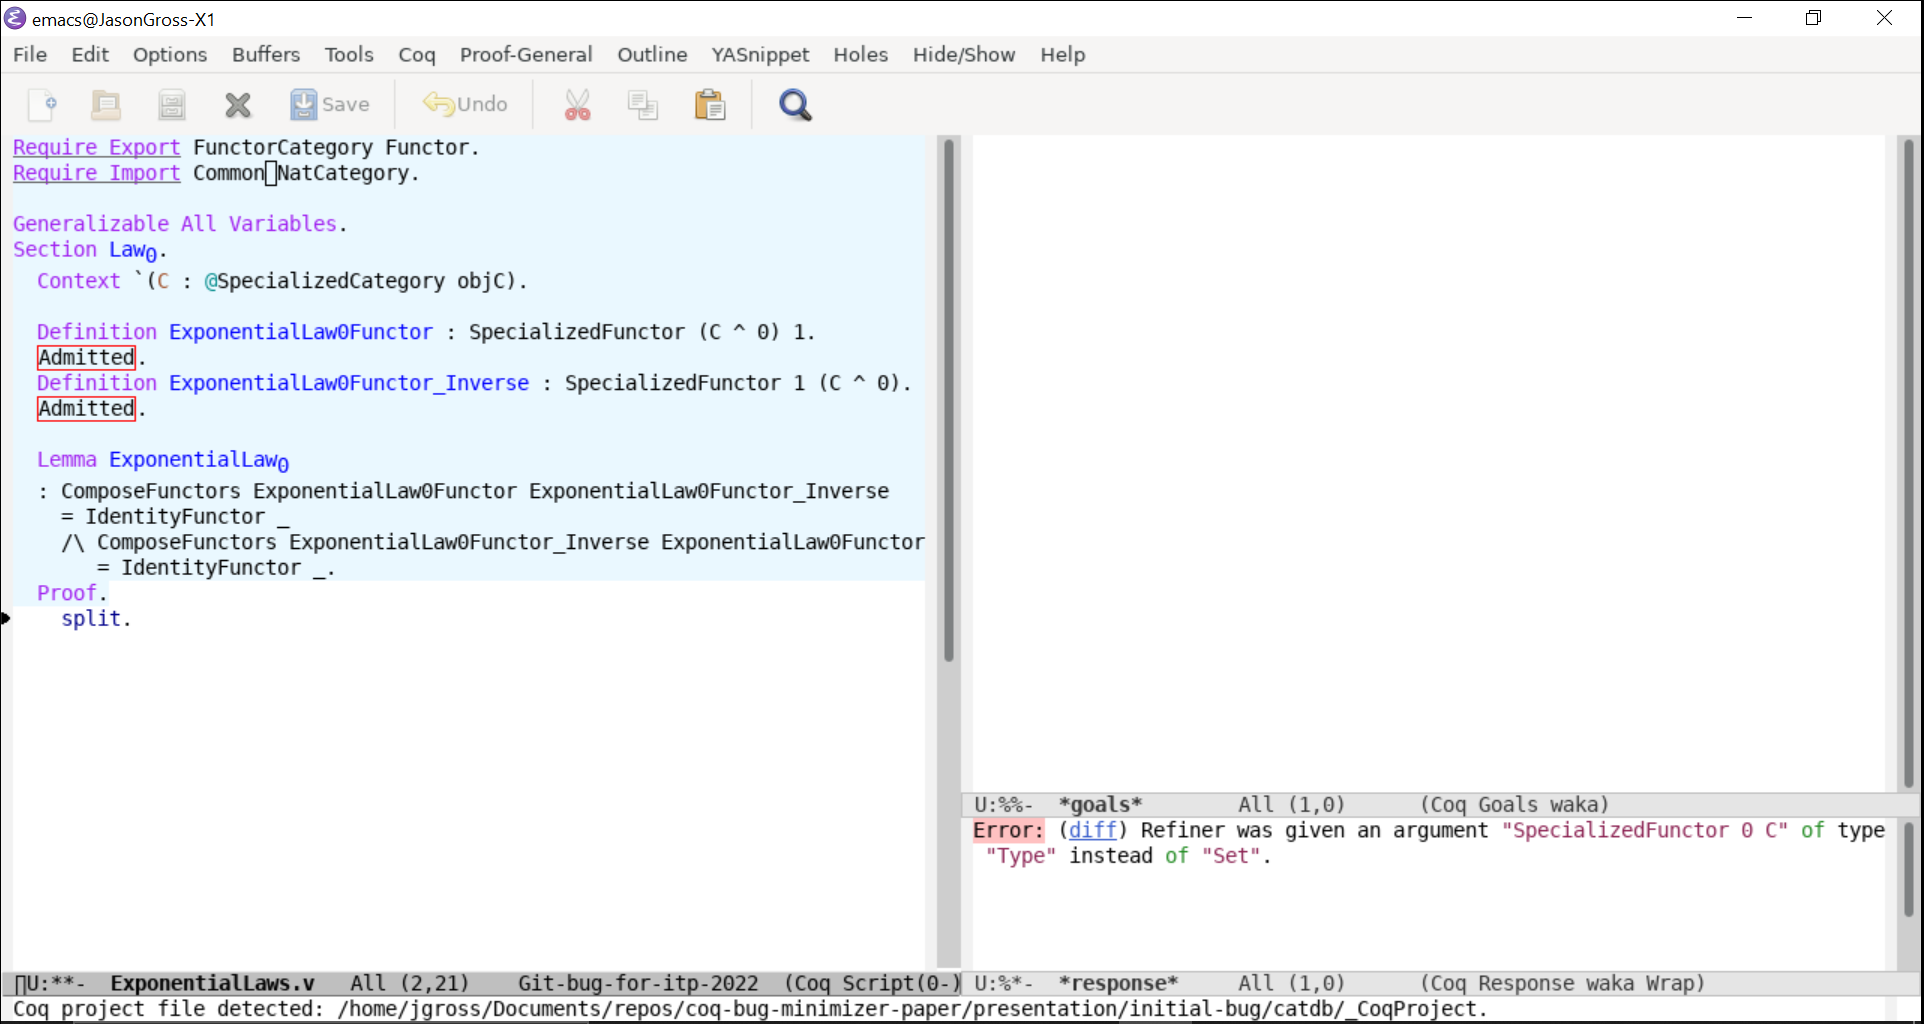 emacs@JasonGross-X1
File Edit Options Buffers Tools Coq Proof-General Outline YASnippet Holes Hide/Show Help
Save Undo
Require Export FunctorCategory Functor.
Require Import Common NatCategory.
Generalizable All Variables.
Section Law₀.
Context `(C : @SpecializedCategory objC).
Definition ExponentialLaw0Functor : SpecializedFunctor (C ^ 0) 1.
Admitted.
Definition ExponentialLaw0Functor_Inverse : SpecializedFunctor 1 (C ^ 0).
Admitted.
Lemma ExponentialLaw₀
: ComposeFunctors ExponentialLaw0Functor ExponentialLaw0Functor_Inverse
= IdentityFunctor _
/\ ComposeFunctors ExponentialLaw0Functor_Inverse ExponentialLaw0Functor
= IdentityFunctor _.
Proof.
split.
U:**- ExponentialLaws.v All (2,21) Git-bug-for-itp-2022 (Coq Script(0-)
U:%%- *goals* All (1,0) (Coq Goals waka)
Error: (diff) Refiner was given an argument "SpecializedFunctor 0 C" of type
"Type" instead of "Set".
U:%*- *response* All (1,0) (Coq Response waka Wrap)
Coq project file detected: /home/jgross/Documents/repos/coq-bug-minimizer-paper/presentation/initial-bug/catdb/_CoqProject.